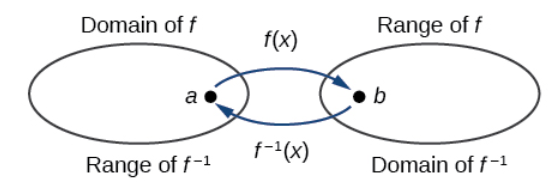 Domain of f
Range of f
f(x)
a
b
f⁻¹(x)
Range of f⁻¹
Domain of f⁻¹